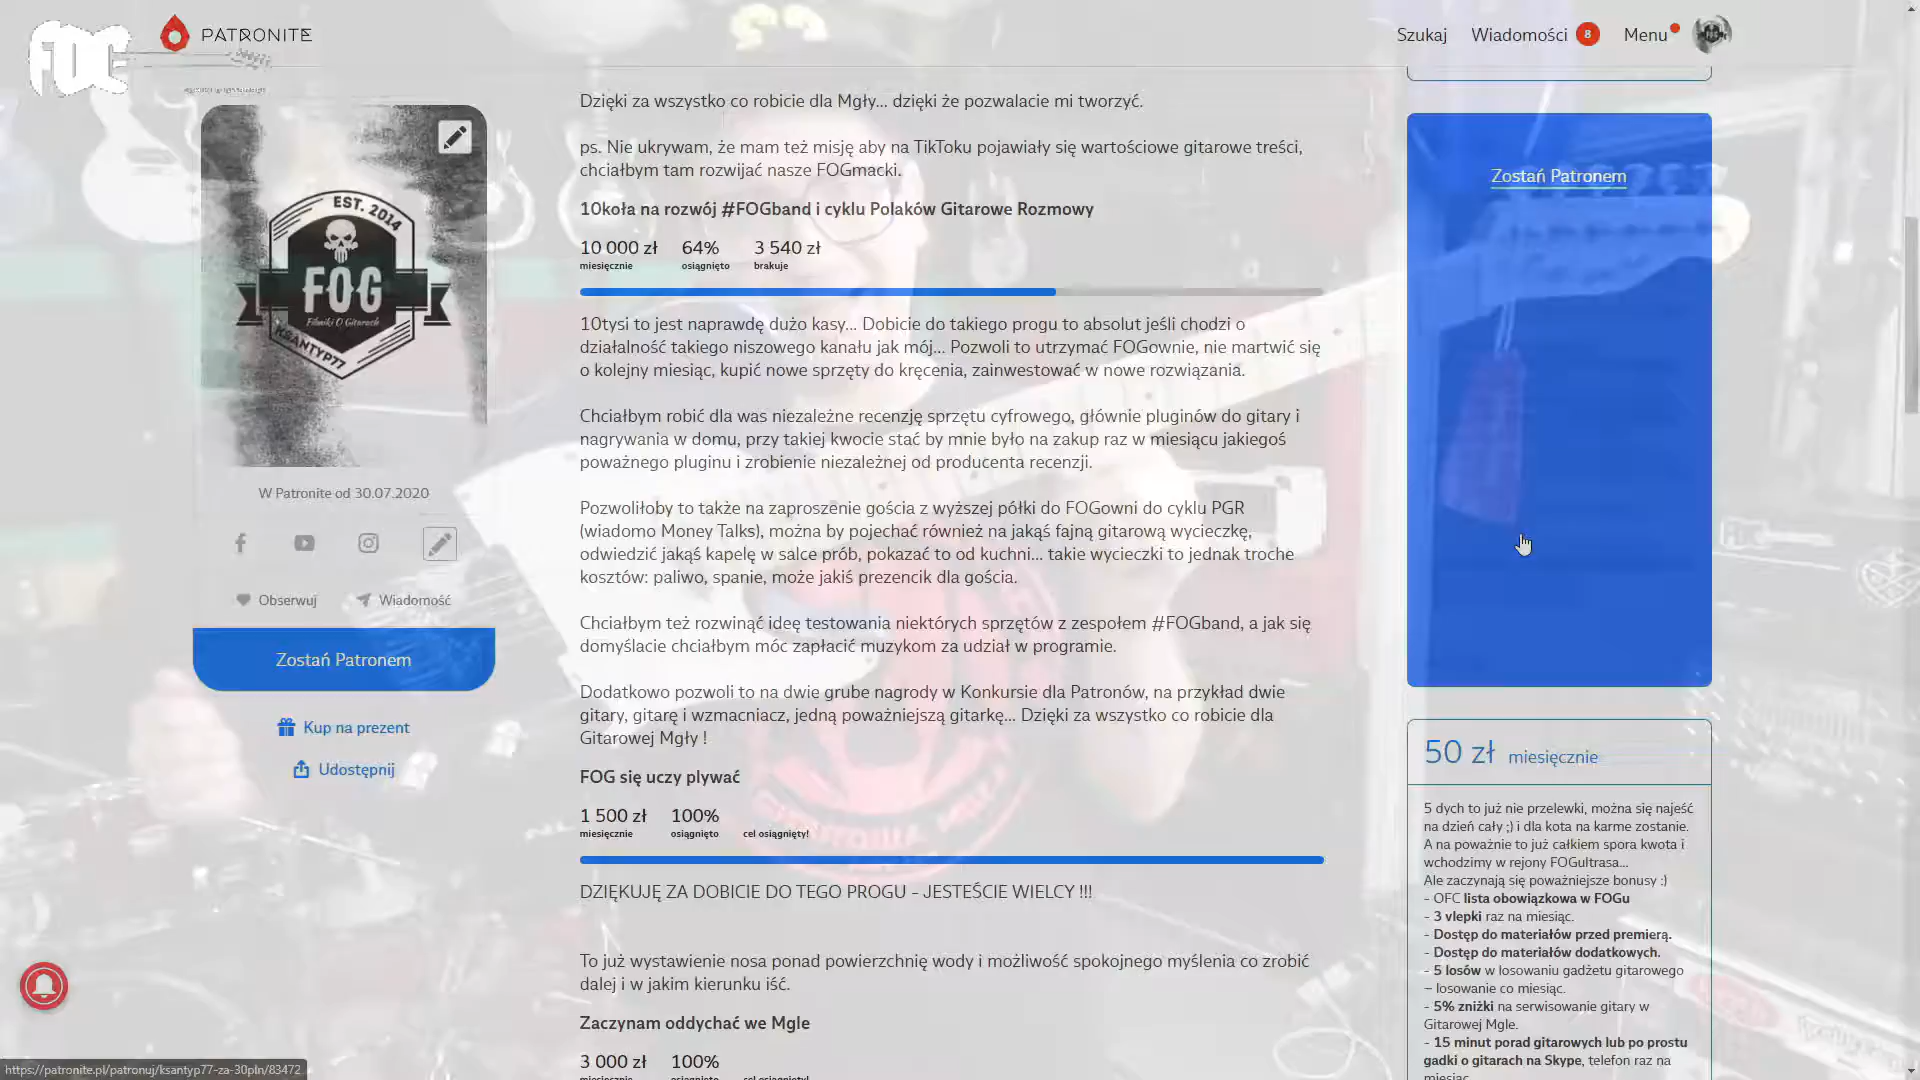 FOG
PATRONITE
Szukaj
Wiadomości 8
Menu
EST. 2014
FOG
Filmiki O Gitarach
KSANTYP77
W Patronite od 30.07.2020
Obserwuj
Wiadomość
Zostań Patronem
Kup na prezent
Udostępnij
Dzięki za wszystko co robicie dla Mgły... dzięki że pozwalacie mi tworzyć.
ps. Nie ukrywam, że mam też misję aby na TikToku pojawiały się wartościowe gitarowe treści,
chciałbym tam rozwijać nasze FOGmacki.
10koła na rozwój #FOGband i cyklu Polaków Gitarowe Rozmowy
10 000 zł 64% 3 540 zł
miesięcznie osiągnięto brakuje
10tysi to jest naprawdę dużo kasy... Dobicie do takiego progu to absolut jeśli chodzi o
działalność takiego niszowego kanału jak mój... Pozwoli to utrzymać FOGownie, nie martwić się
o kolejny miesiąc, kupić nowe sprzęty do kręcenia, zainwestować w nowe rozwiązania.
Chciałbym robić dla was niezależne recenzję sprzętu cyfrowego, głównie pluginów do gitary i
nagrywania w domu, przy takiej kwocie stać by mnie było na zakup raz w miesiącu jakiegoś
poważnego pluginu i zrobienie niezależnej od producenta recenzji.
Pozwoliłoby to także na zaproszenie gościa z wyższej półki do FOGowni do cyklu PGR
(wiadomo Money Talks), można by pojechać również na jakąś fajną gitarową wycieczkę,
odwiedzić jakąś kapelę w salce prób, pokazać to od kuchni... takie wycieczki to jednak troche
kosztów: paliwo, spanie, może jakiś prezencik dla gościa.
Chciałbym też rozwinąć ideę testowania niektórych sprzętów z zespołem #FOGband, a jak się
domyślacie chciałbym móc zapłacić muzykom za udział w programie.
Dodatkowo pozwoli to na dwie grube nagrody w Konkursie dla Patronów, na przykład dwie
gitary, gitarę i wzmacniacz, jedną poważniejszą gitarkę... Dzięki za wszystko co robicie dla
Gitarowej Mgły !
FOG się uczy plywać
1 500 zł 100%
miesięcznie osiągnięto cel osiągnięty!
DZIĘKUJĘ ZA DOBICIE DO TEGO PROGU - JESTEŚCIE WIELCY !!!
To już wystawienie nosa ponad powierzchnię wody i możliwość spokojnego myślenia co zrobić
dalej i w jakim kierunku iść.
Zaczynam oddychać we Mgle
3 000 zł 100%
miesięcznie osiągnięto cel osiągnięty!
Zostań Patronem
50 zł miesięcznie
5 dych to już nie przelewki, można się najeść
na dzień cały ;) i dla kota na karme zostanie.
A na poważnie to już całkiem spora kwota i
wchodzimy w rejony FOGultrasa...
Ale zaczynają się poważniejsze bonusy :)
- OFC lista obowiązkowa w FOGu
- 3 vlepki raz na miesiąc.
- Dostęp do materiałów przed premierą.
- Dostęp do materiałów dodatkowych.
- 5 losów w losowaniu gadżetu gitarowego
– losowanie co miesiąc.
- 5% zniżki na serwisowanie gitary w
Gitarowej Mgle.
- 15 minut porad gitarowych lub po prostu
gadki o gitarach na Skype, telefon raz na
miesiąc.
https://patronite.pl/patronuj/ksantyp77-za-30pln/83472